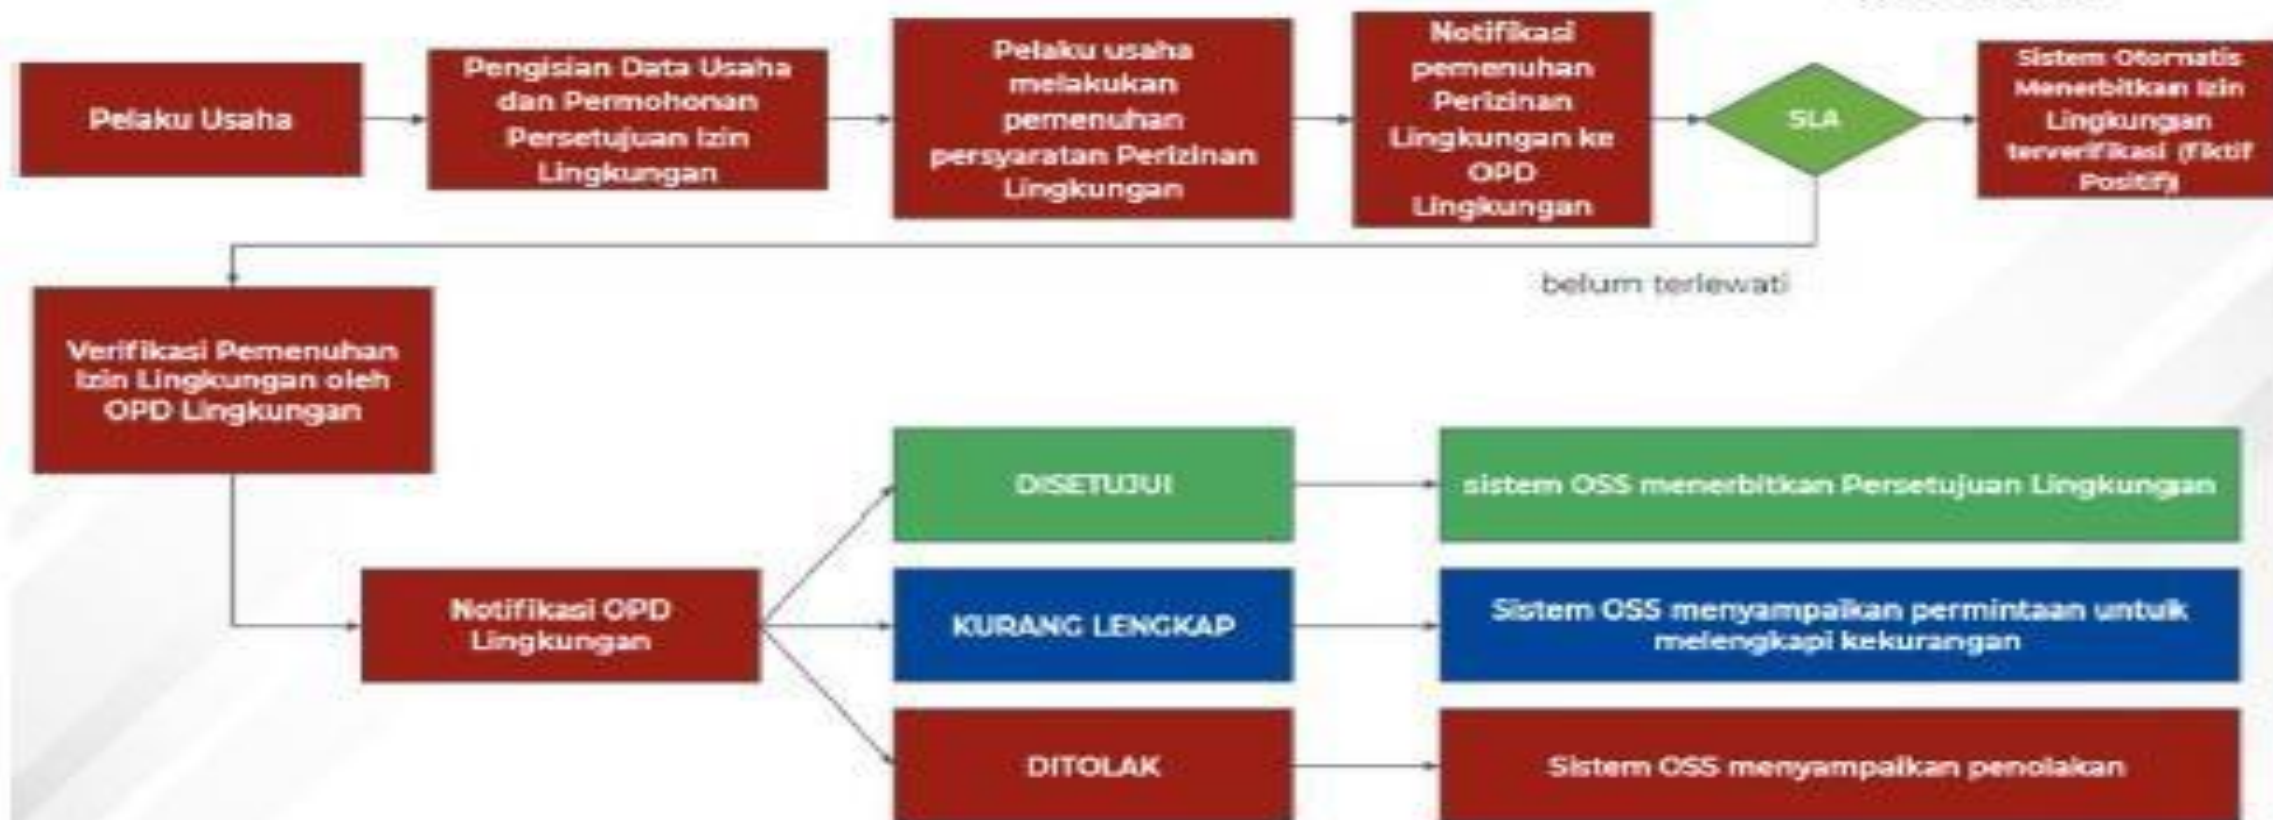 Pelaku Usaha
Pengisian Data Usaha
dan Permohonan
Persetujuan Izin
Lingkungan
Pelaku usaha
melakukan
pemenuhan
persyaratan Perizinan
Lingkungan
Notifikasi
pemenuhan
Perizinan
Lingkungan ke
OPD
Lingkungan
SLA
Sistem Otomatis
Menerbitkan Izin
Lingkungan
terverifikasi (fiktif
Positif)
belum terlewati
Verifikasi Pemenuhan
Izin Lingkungan oleh
OPD Lingkungan
Notifikasi OPD
Lingkungan
DISETUJUI
sistem OSS menerbitkan Persetujuan Lingkungan
KURANG LENGKAP
Sistem OSS menyampaikan permintaan untuk
melengkapi kekurangan
DITOLAK
Sistem OSS menyampaikan penolakan